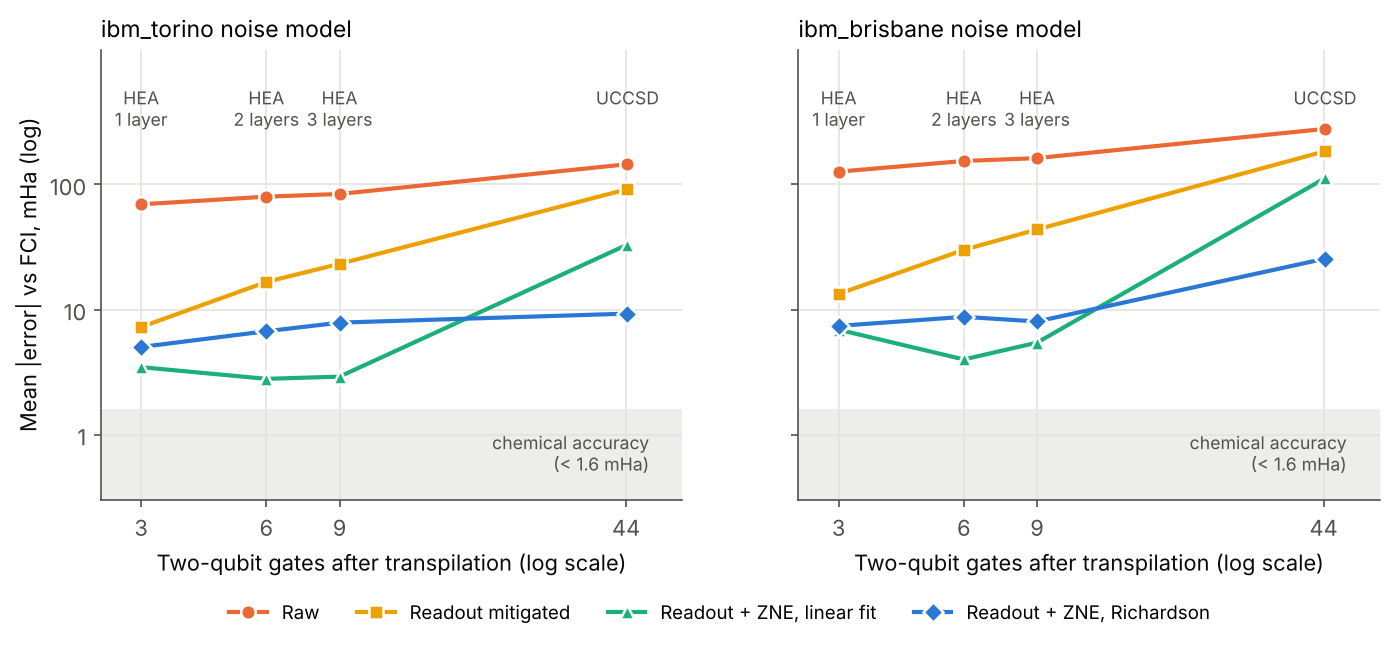 ibm_torino noise model
HEA
1 layer
HEA
2 layers
HEA
3 layers
UCCSD
Mean |error| vs FCI, mHa (log)
100
10
1
chemical accuracy
(< 1.6 mHa)
3
6
9
44
Two-qubit gates after transpilation (log scale)
ibm_brisbane noise model
HEA
1 layer
HEA
2 layers
HEA
3 layers
UCCSD
chemical accuracy
(< 1.6 mHa)
3
6
9
44
Two-qubit gates after transpilation (log scale)
Raw
Readout mitigated
Readout + ZNE, linear fit
Readout + ZNE, Richardson